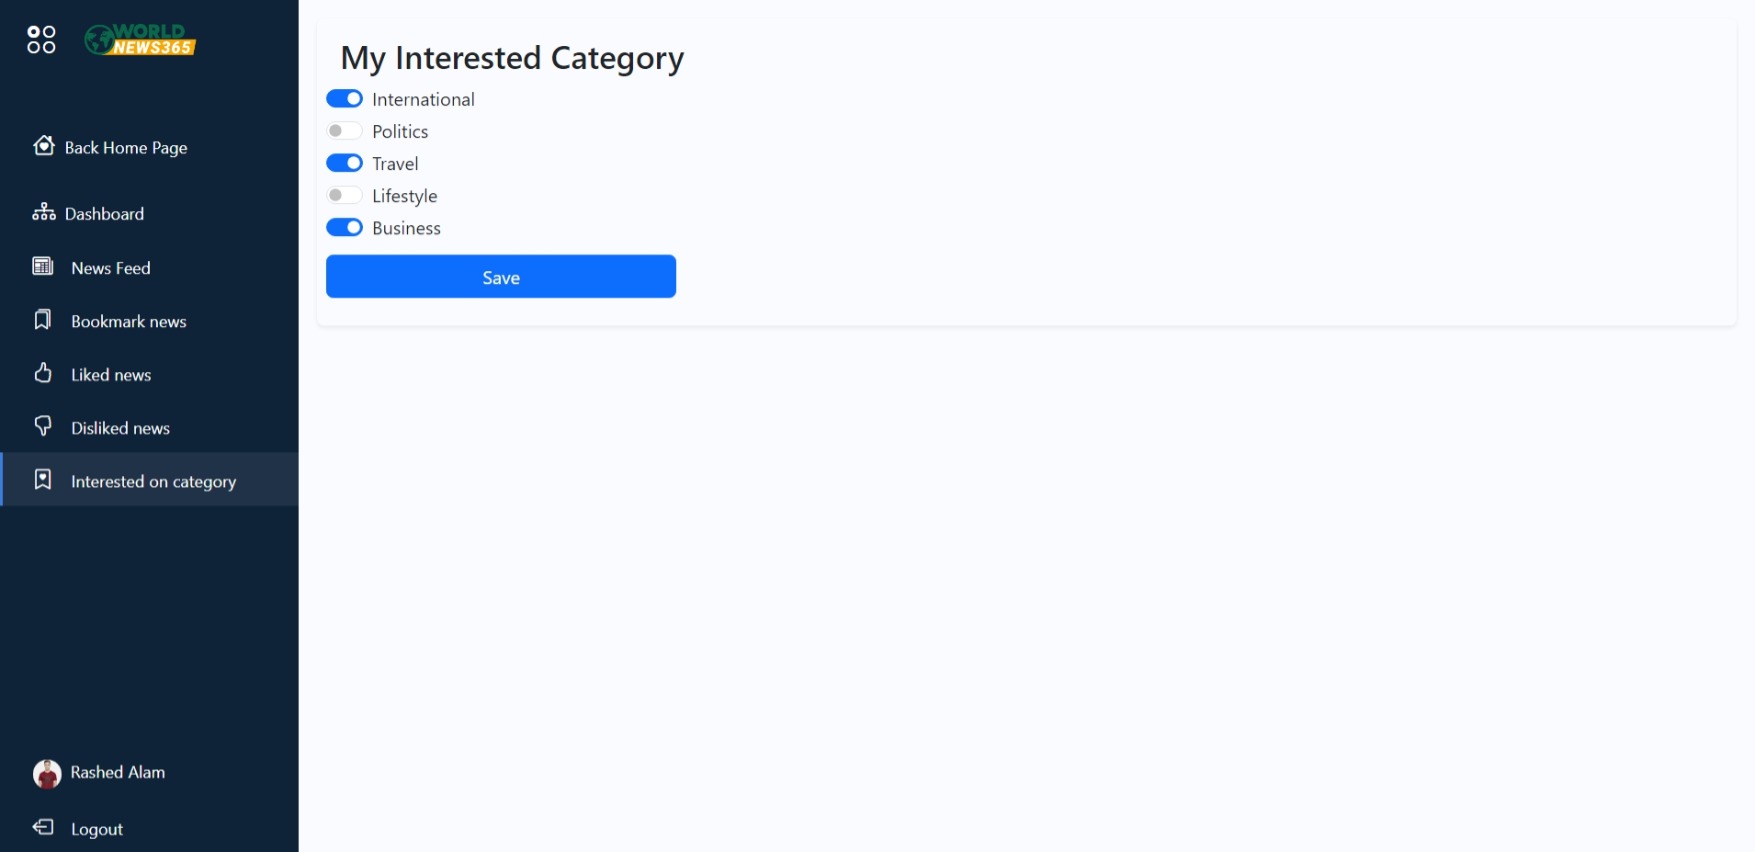 WORLD
NEWS365
Back Home Page
Dashboard
News Feed
Bookmark news
Liked news
Disliked news
Interested on category
Rashed Alam
Logout
My Interested Category
International
Politics
Travel
Lifestyle
Business
Save